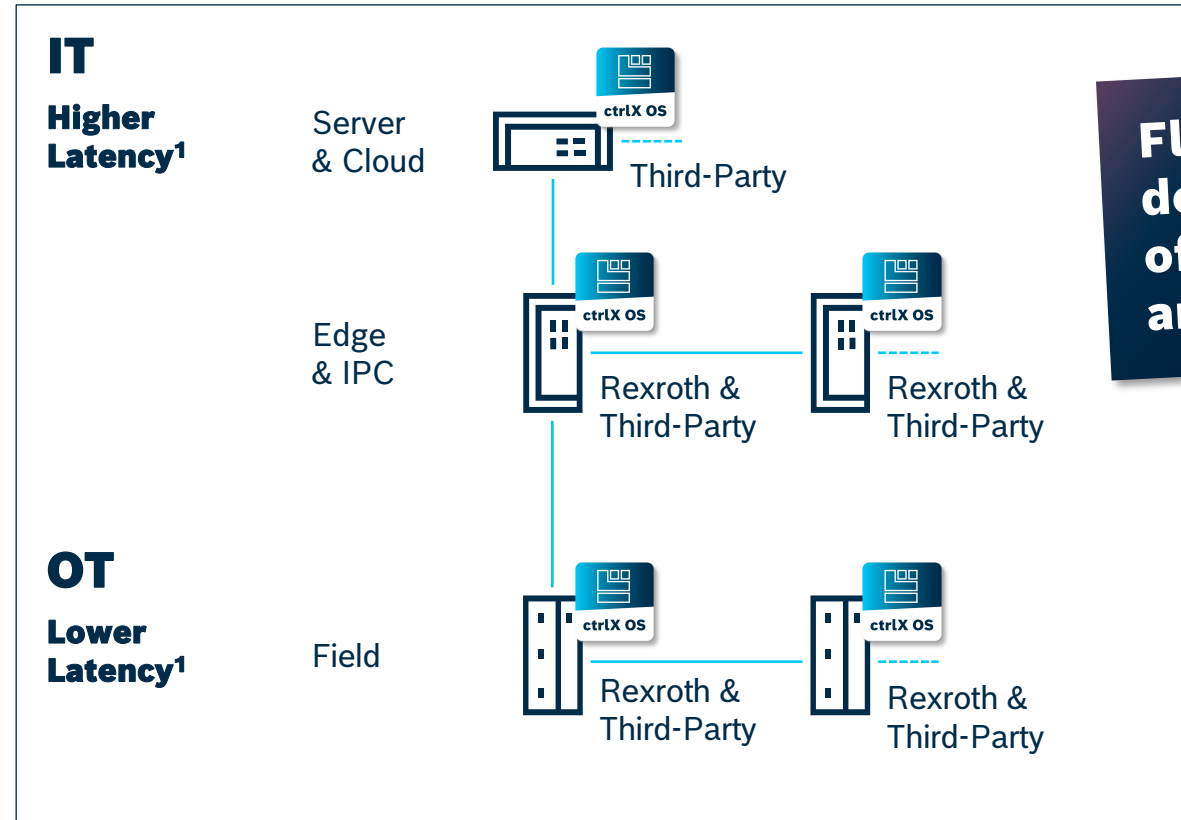 IT
Higher
Latency¹
Server
& Cloud
ctrlX OS
Third-Party
Edge
& IPC
ctrlX OS
Rexroth &
Third-Party
ctrlX OS
Rexroth &
Third-Party
OT
Lower
Latency¹
Field
ctrlX OS
Rexroth &
Third-Party
ctrlX OS
Rexroth &
Third-Party